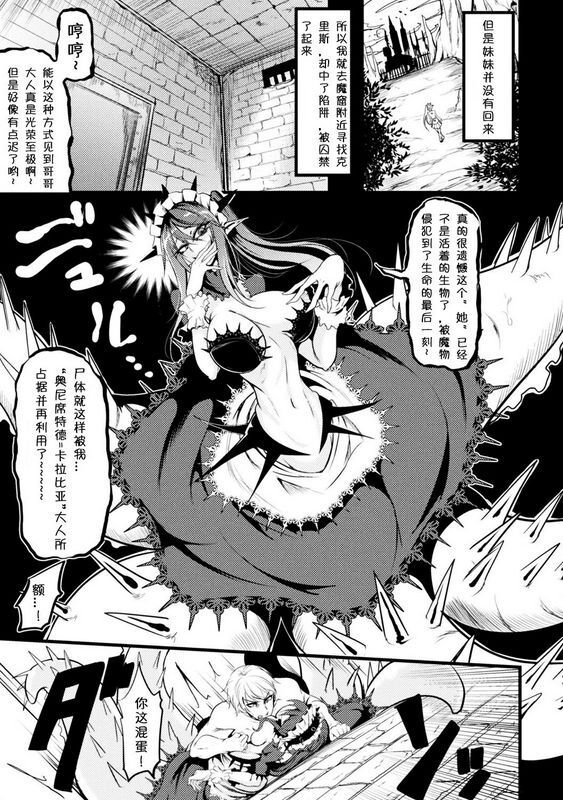 但是妹妹并没有回来
所以我就去魔窟附近寻找克
里斯，却中了陷阱，被囚禁
了起来
哼哼~
能以这种方式见到哥哥
大人真是光荣至极啊~
但是好像有点迟了哟~
真的很遗憾这个“她”已经
不是活着的生物了，被魔物
侵犯到了生命的最后一刻~
ジュル
尸体就这样被我…
“奥尼席特德=卡拉比亚”大人所
占据并再利用了~~~~~
额…！
你这混蛋！
ガッ